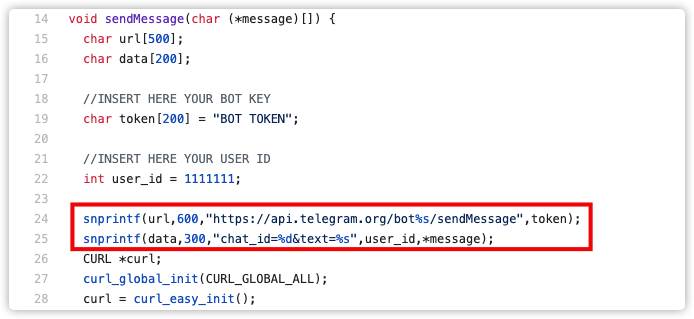 14 void sendMessage(char (*message)[]) {
15 char url[500];
16 char data[200];
17
18 //INSERT HERE YOUR BOT KEY
19 char token[200] = "BOT TOKEN";
20
21 //INSERT HERE YOUR USER ID
22 int user_id = 1111111;
23
24 snprintf(url,600,"https://api.telegram.org/bot%s/sendMessage",token);
25 snprintf(data,300,"chat_id=%d&text=%s",user_id,*message);
26 CURL *curl;
27 curl_global_init(CURL_GLOBAL_ALL);
28 curl = curl_easy_init();